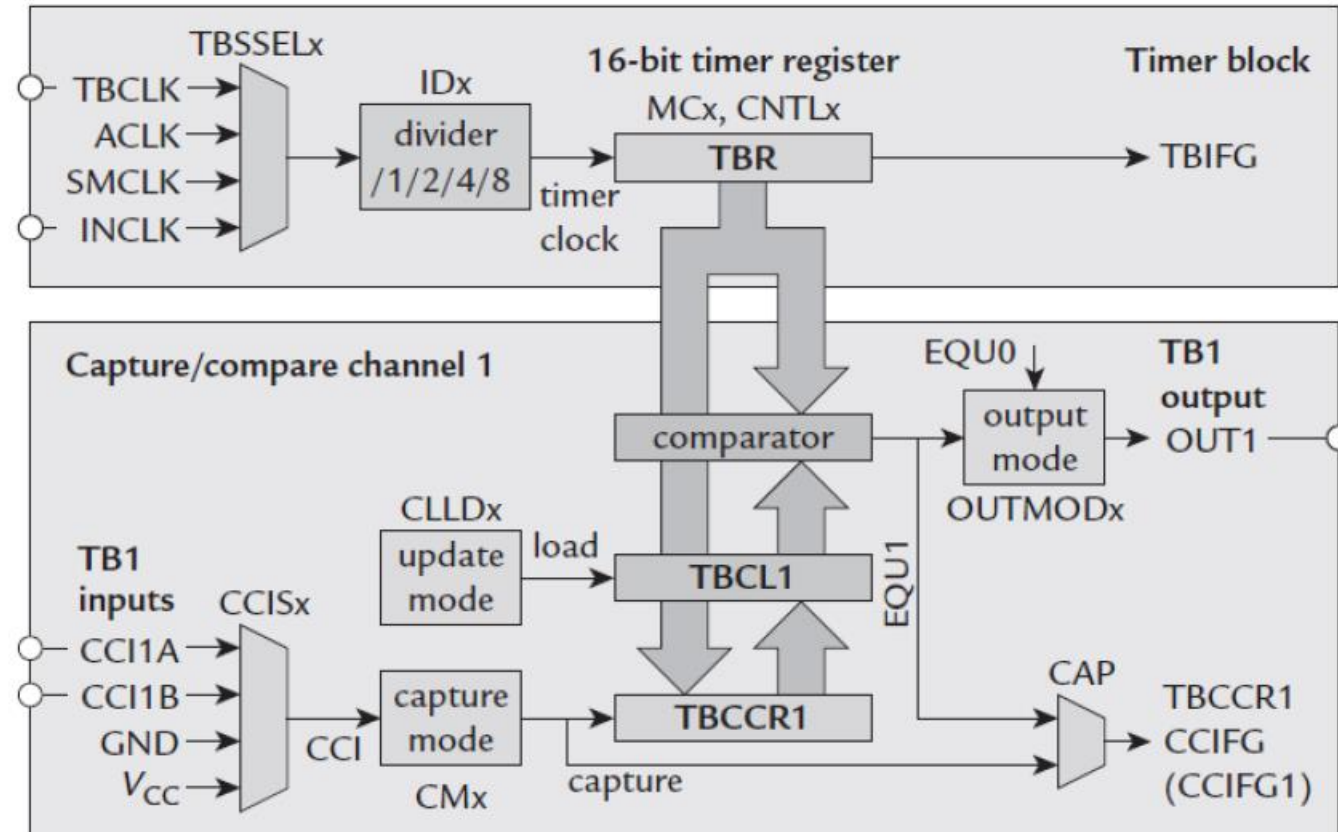 TBSSELx
TBCLK
ACLK
SMCLK
INCLK
IDx
divider
/1/2/4/8
timer
clock
16-bit timer register
MCx, CNTLx
TBR
Timer block
TBIFG
Capture/compare channel 1
EQU0
TB1
output
OUT1
comparator
output
mode
OUTMODx
CLLDx
update
mode
load
TBCL1
EQU1
TB1
inputs
CCISx
CCI1A
CCI1B
GND
VCC
CCI
capture
mode
CMx
TBCCR1
capture
CAP
TBCCR1
CCIFG
(CCIFG1)